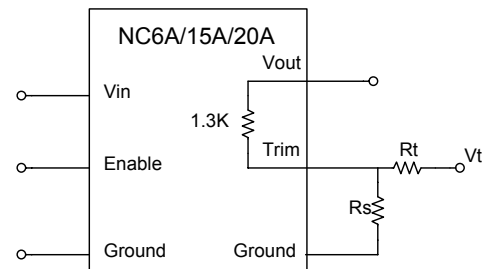 NC6A/15A/20A
Vout
Vin
1.3K
Trim
Enable
Rt
Vt
Rs
Ground
Ground